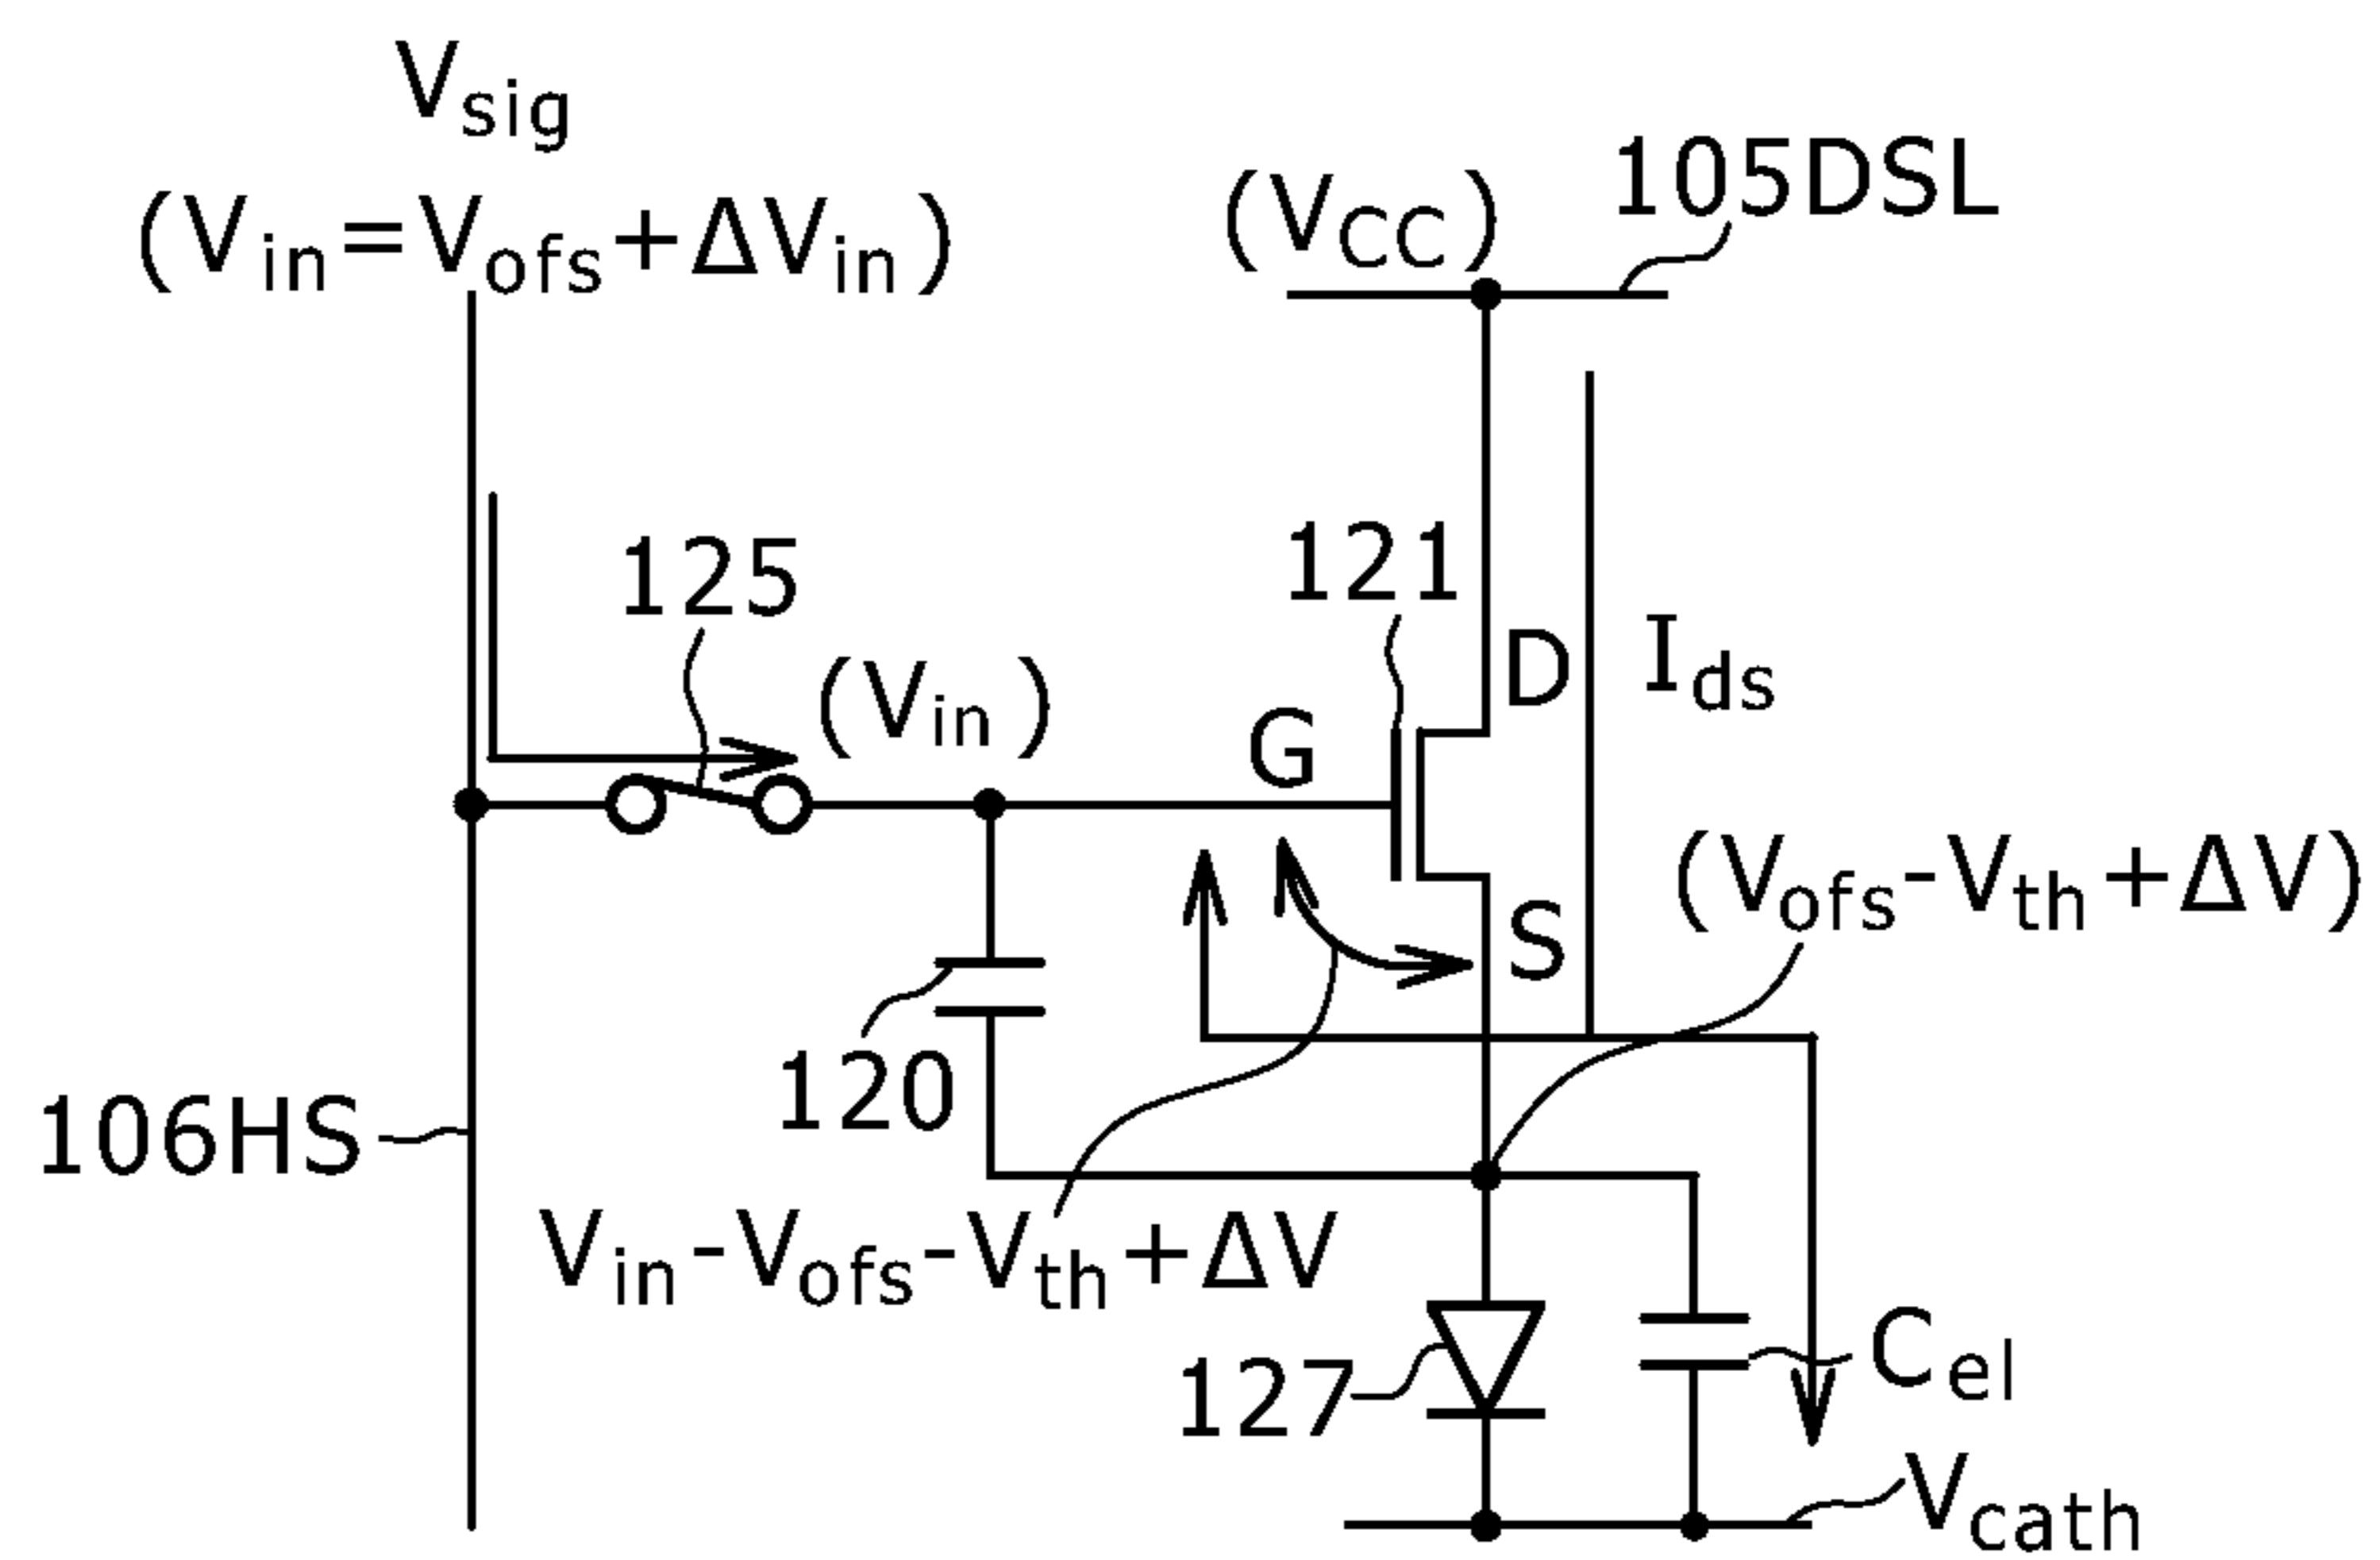 Vsig
(Vin=Vofs+ΔVin)
(VCC)
105DSL
125
121
(Vin)
G
D
Ids
S
(Vofs-Vth+ΔV)
120
106HS
Vin-Vofs-Vth+ΔV
127
Cel
Vcath